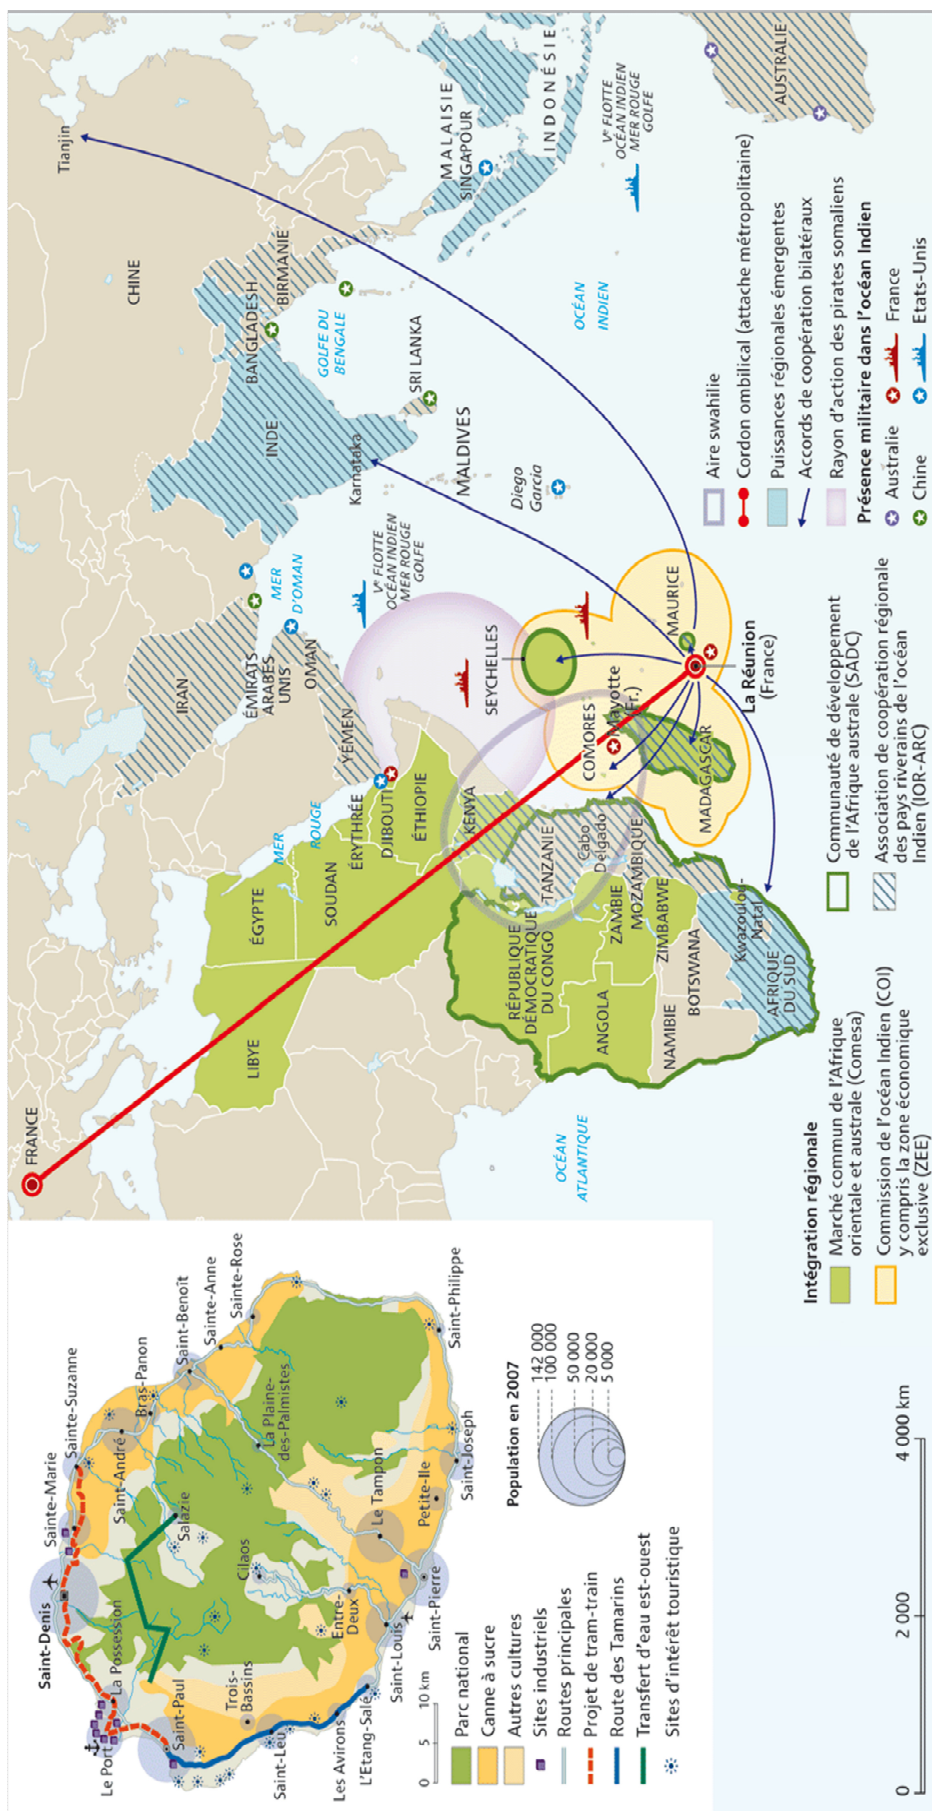 Saint-Denis
Sainte-Marie
Sainte-Suzanne
Le Port
La Possession
Saint-André
Bras-Panon
Saint-Benoît
Sainte-Anne
Sainte-Rose
Saint-Paul
Salazie
La Plaine-
des-Palmistes
Trois-
Bassins
Cilaos
Saint-Leu
Entre-
Deux
Le Tampon
Les Avirons
L'Etang-Salé
Saint-Louis
Saint-Pierre
Petite-Ile
Saint-Joseph
Saint-Philippe
0 5 10 km
Parc national
Canne à sucre
Autres cultures
Sites industriels
Routes principales
Projet de tram-train
Route des Tamarins
Transfert d'eau est-ouest
Sites d'intérêt touristique
Population en 2007
142 000
100 000
50 000
20 000
5 000
0 2 000 4 000 km
FRANCE
CHINE
Tianjin
LIBYE
ÉGYPTE
MER
ROUGE
SOUDAN
ÉRYTHRÉE
DJIBOUTI
ÉTHIOPIE
IRAN
ÉMIRATS
ARABES
UNIS
OMAN
YÉMEN
MER
D'OMAN
INDE
BANGLADESH
BIRMANIE
GOLFE DU
BENGALE
Karnataka
SRI LANKA
MALDIVES
Diego
Garcia
Ve FLOTTE
OCÉAN INDIEN
MER ROUGE
GOLFE
MALAISIE
SINGAPOUR
INDONÉSIE
Ve FLOTTE
OCÉAN INDIEN
MER ROUGE
GOLFE
OCÉAN
INDIEN
AUSTRALIE
OCÉAN
ATLANTIQUE
RÉPUBLIQUE
DÉMOCRATIQUE
DU CONGO
KENYA
TANZANIE
Cabo
Delgado
ANGOLA
ZAMBIE
MOZAMBIQUE
ZIMBABWE
NAMIBIE
BOTSWANA
Kwazoulou-
Natal
AFRIQUE
DU SUD
SEYCHELLES
COMORES
Mayotte
(Fr.)
MADAGASCAR
MAURICE
La Réunion
(France)
Intégration régionale
Marché commun de l'Afrique
orientale et australe (Comesa)
Commission de l'océan Indien (COI)
y compris la zone économique
exclusive (ZEE)
Communauté de développement
de l'Afrique australe (SADC)
Association de coopération régionale
des pays riverains de l'océan
Indien (IOR-ARC)
Aire swahilie
Cordon ombilical (attache métropolitaine)
Puissances régionales émergentes
Accords de coopération bilatéraux
Rayon d'action des pirates somaliens
Présence militaire dans l'océan Indien
Australie
France
Chine
Etats-Unis